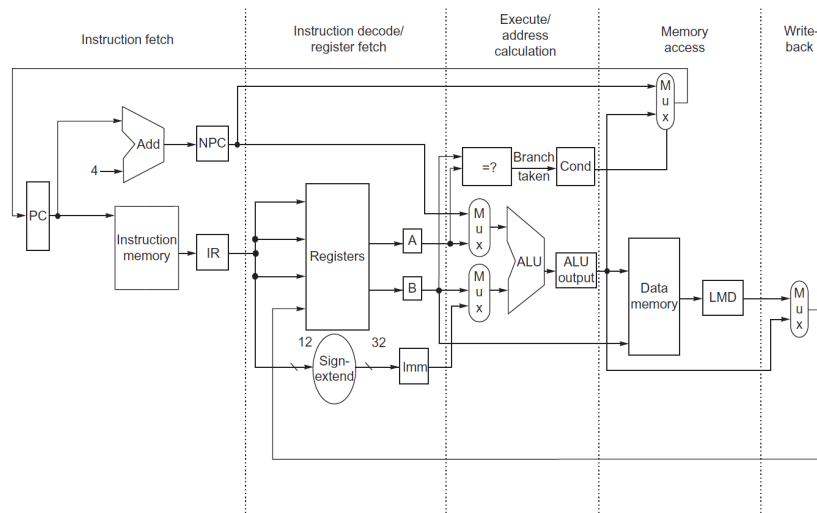 Instruction fetch
Instruction decode/
register fetch
Execute/
address
calculation
Memory
access
Write-
back
M
u
x
Add
NPC
4
=?
Branch
taken
Cond
PC
Instruction
memory
IR
Registers
A
B
M
u
x
M
u
x
ALU
ALU
output
Data
memory
LMD
M
u
x
12
32
Sign-
extend
Imm